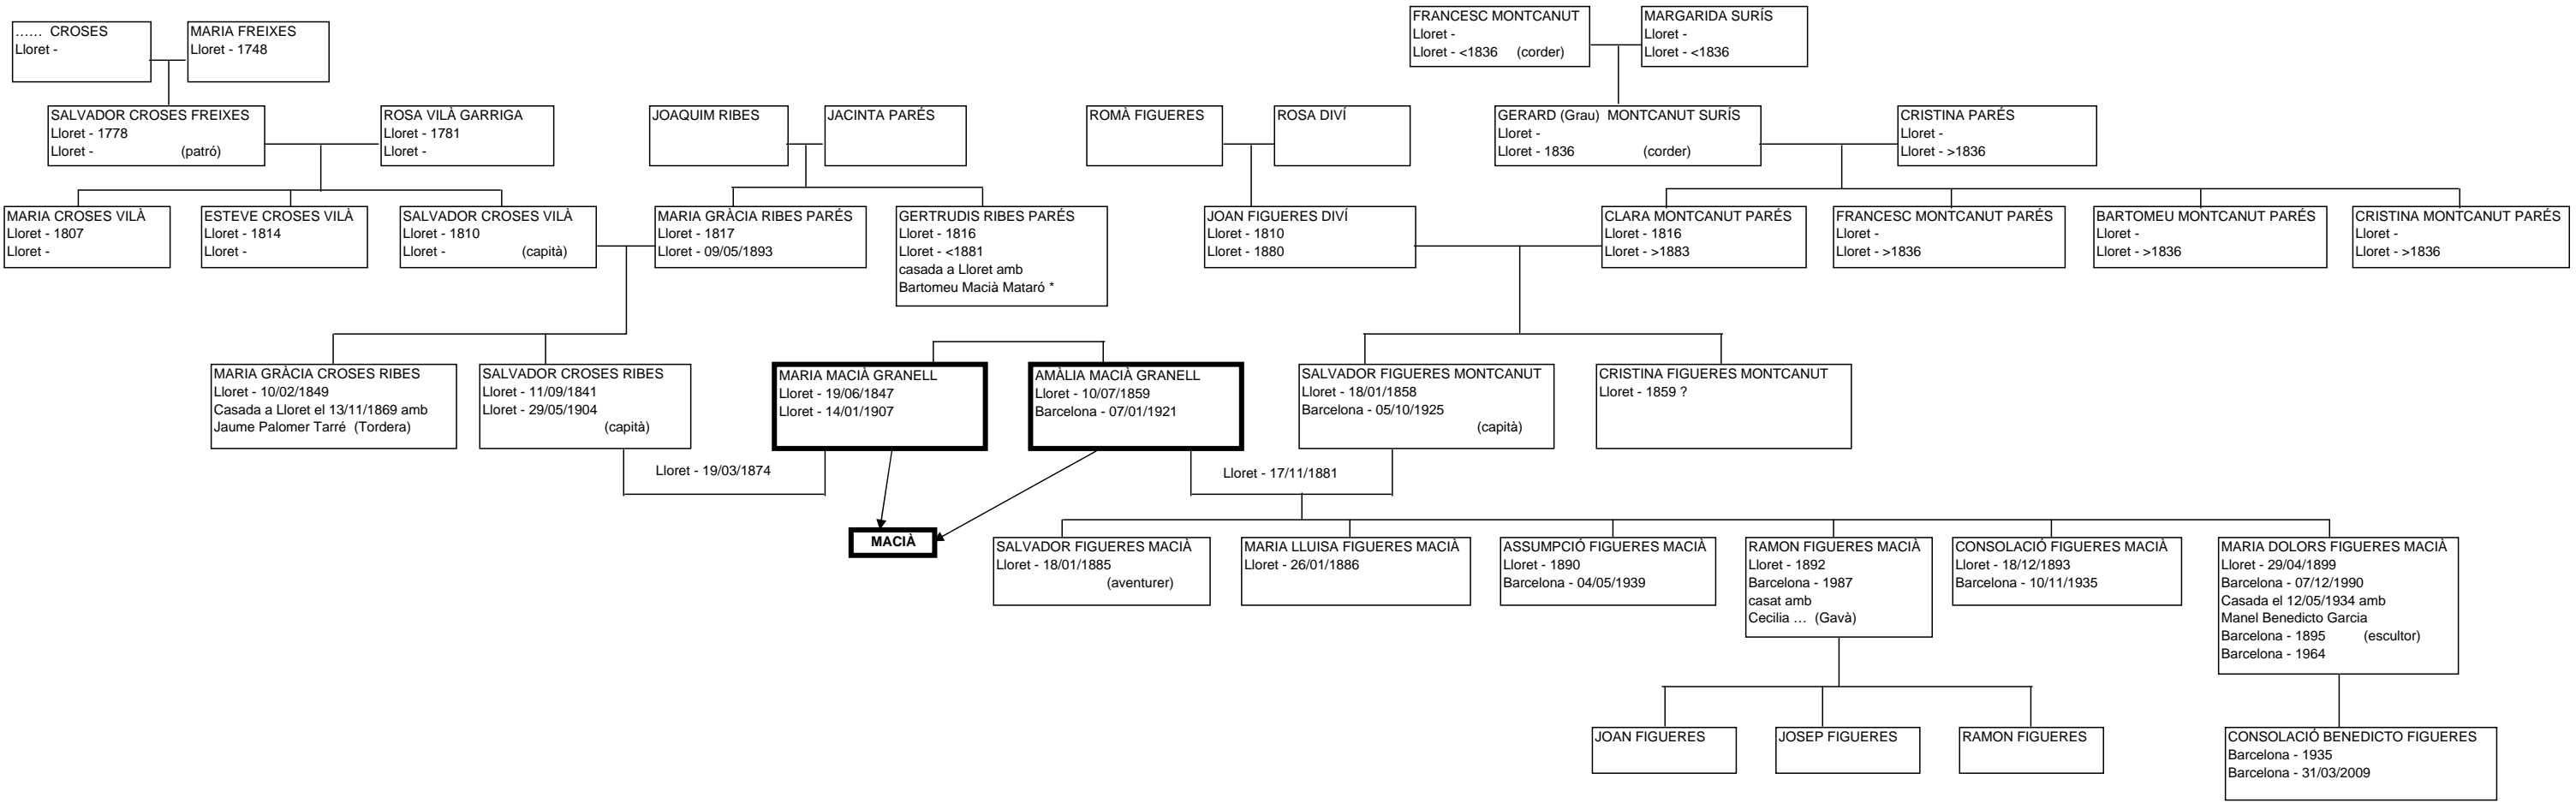 FRANCESC MONTCANUT
Lloret -
Lloret - <1836 (corder)
MARGARIDA SURÍS
Lloret -
Lloret - <1836
...... CROSES
Lloret -
MARIA FREIXES
Lloret - 1748
SALVADOR CROSES FREIXES
Lloret - 1778
Lloret - (patró)
ROSA VILÀ GARRIGA
Lloret - 1781
Lloret -
JOAQUIM RIBES
JACINTA PARÉS
ROMÀ FIGUERES
ROSA DIVÍ
GERARD (Grau) MONTCANUT SURÍS
Lloret -
Lloret - 1836 (corder)
CRISTINA PARÉS
Lloret -
Lloret - >1836
MARIA CROSES VILÀ
Lloret - 1807
Lloret -
ESTEVE CROSES VILÀ
Lloret - 1814
Lloret -
SALVADOR CROSES VILÀ
Lloret - 1810
Lloret - (capità)
MARIA GRÀCIA RIBES PARÉS
Lloret - 1817
Lloret - 09/05/1893
GERTRUDIS RIBES PARÉS
Lloret - 1816
Lloret - <1881
casada a Lloret amb
Bartomeu Macià Mataró *
JOAN FIGUERES DIVÍ
Lloret - 1810
Lloret - 1880
CLARA MONTCANUT PARÉS
Lloret - 1816
Lloret - >1883
FRANCESC MONTCANUT PARÉS
Lloret -
Lloret - >1836
BARTOMEU MONTCANUT PARÉS
Lloret -
Lloret - >1836
CRISTINA MONTCANUT PARÉS
Lloret -
Lloret - >1836
MARIA GRÀCIA CROSES RIBES
Lloret - 10/02/1849
Casada a Lloret el 13/11/1869 amb
Jaume Palomer Tarré (Tordera)
SALVADOR CROSES RIBES
Lloret - 11/09/1841
Lloret - 29/05/1904
(capità)
MARIA MACIÀ GRANELL
Lloret - 19/06/1847
Lloret - 14/01/1907
AMÀLIA MACIÀ GRANELL
Lloret - 10/07/1859
Barcelona - 07/01/1921
SALVADOR FIGUERES MONTCANUT
Lloret - 18/01/1858
Barcelona - 05/10/1925
(capità)
CRISTINA FIGUERES MONTCANUT
Lloret - 1859 ?
Lloret - 19/03/1874
Lloret - 17/11/1881
MACIÀ
SALVADOR FIGUERES MACIÀ
Lloret - 18/01/1885
(aventurer)
MARIA LLUISA FIGUERES MACIÀ
Lloret - 26/01/1886
ASSUMPCIÓ FIGUERES MACIÀ
Lloret - 1890
Barcelona - 04/05/1939
RAMON FIGUERES MACIÀ
Lloret - 1892
Barcelona - 1987
casat amb
Cecilia ... (Gavà)
CONSOLACIÓ FIGUERES MACIÀ
Lloret - 18/12/1893
Barcelona - 10/11/1935
MARIA DOLORS FIGUERES MACIÀ
Lloret - 29/04/1899
Barcelona - 07/12/1990
Casada el 12/05/1934 amb
Manel Benedicto Garcia
Barcelona - 1895 (escultor)
Barcelona - 1964
JOAN FIGUERES
JOSEP FIGUERES
RAMON FIGUERES
CONSOLACIÓ BENEDICTO FIGUERES
Barcelona - 1935
Barcelona - 31/03/2009